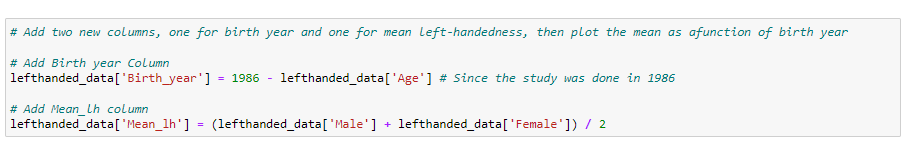 # Add two new columns, one for birth year and one for mean left-handedness, then plot the mean as afunction of birth year
# Add Birth year Column
lefthanded_data['Birth_year'] = 1986 - lefthanded_data['Age'] # Since the study was done in 1986
# Add Mean_lh column
lefthanded_data['Mean_lh'] = (lefthanded_data['Male'] + lefthanded_data['Female']) / 2